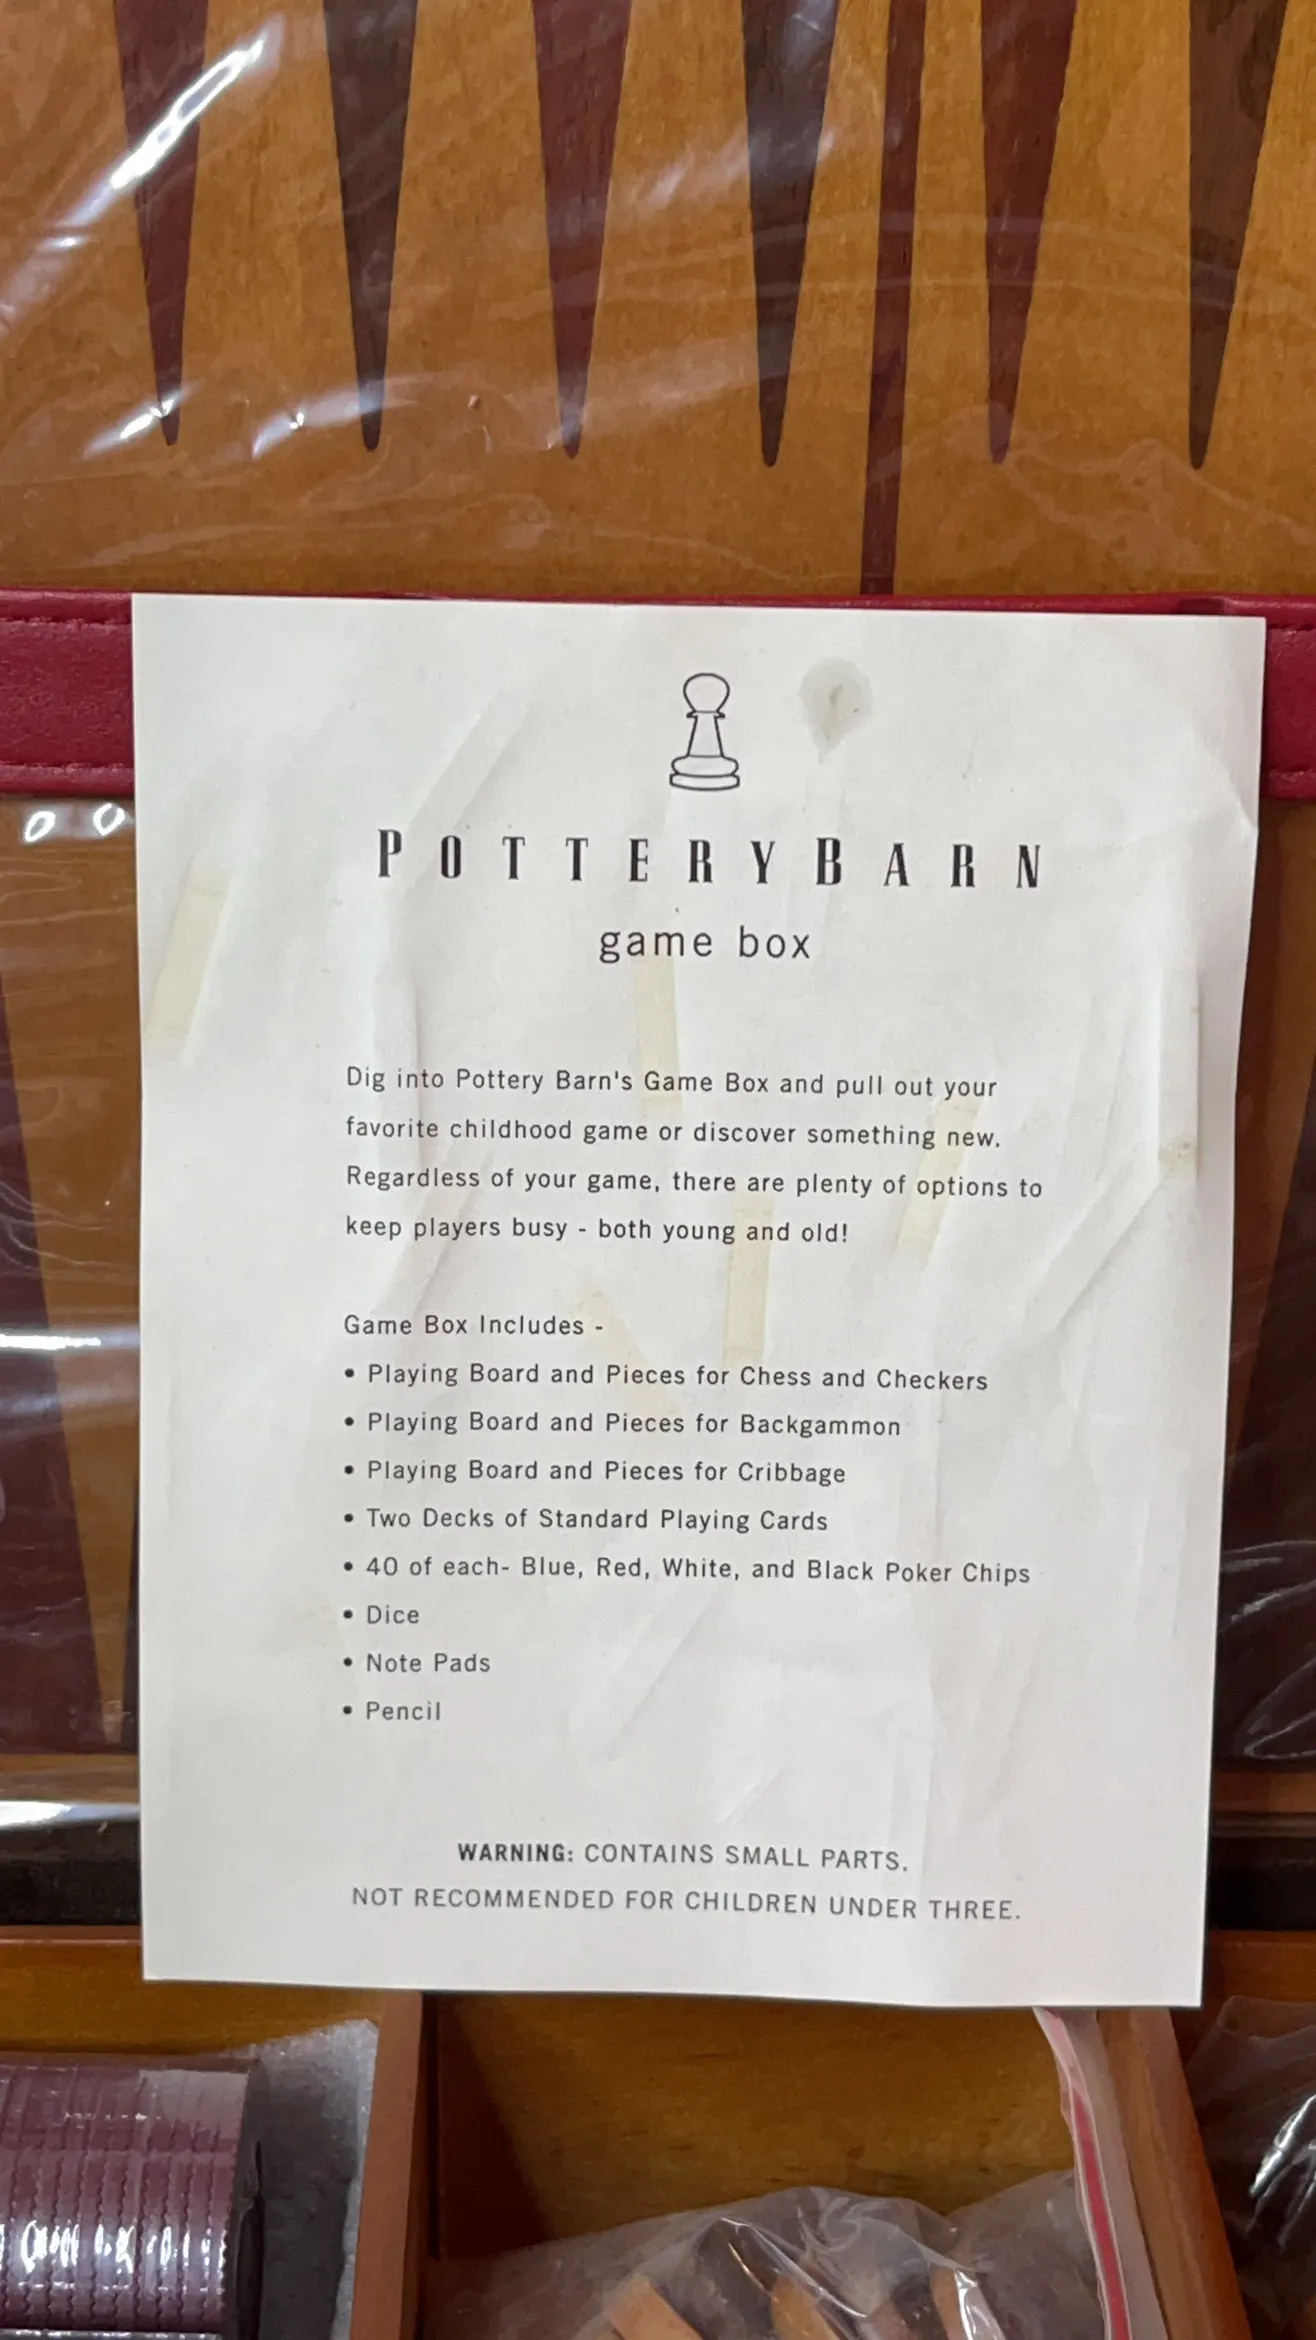 POTTERYBARN
game box
Dig into Pottery Barn's Game Box and pull out your
favorite childhood game or discover something new.
Regardless of your game, there are plenty of options to
keep players busy - both young and old!
Game Box Includes -
• Playing Board and Pieces for Chess and Checkers
• Playing Board and Pieces for Backgammon
• Playing Board and Pieces for Cribbage
• Two Decks of Standard Playing Cards
• 40 of each- Blue, Red, White, and Black Poker Chips
• Dice
• Note Pads
• Pencil
WARNING: CONTAINS SMALL PARTS.
NOT RECOMMENDED FOR CHILDREN UNDER THREE.